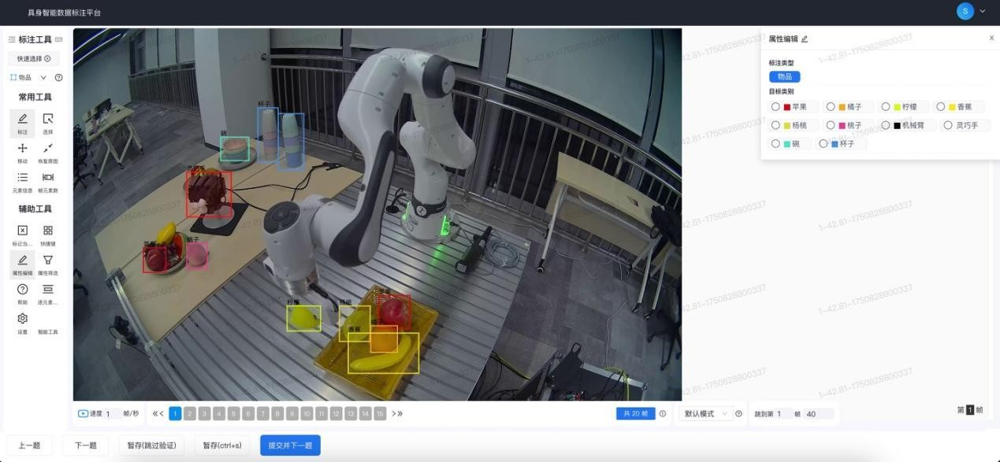 具身智能数据标注平台
S
标注工具
快速选择
物品
常用工具
标注 选择
移动 恢复原图
元素信息 帧元素数
辅助工具
标记当... 快捷键
属性编辑 属性筛选
帮助 逐元素...
设置 智能工具
杯子
碗
桃子
柠檬
杨桃
苹果
橘子
香蕉
属性编辑
x
标注类型
物品
目标类别
苹果 橘子 柠檬 香蕉
杨桃 桃子 机械臂 灵巧手
碗 杯子
1-42.81-1750828800337
速度 1 帧/秒
1 2 3 4 5 6 7 8 9 10 11 12 13 14 15
共 20 帧
默认模式
跳到第 1 帧 40
第 1 帧
上一题 下一题 暂存(跳过验证) 暂存(ctrl+s) 提交并下一题